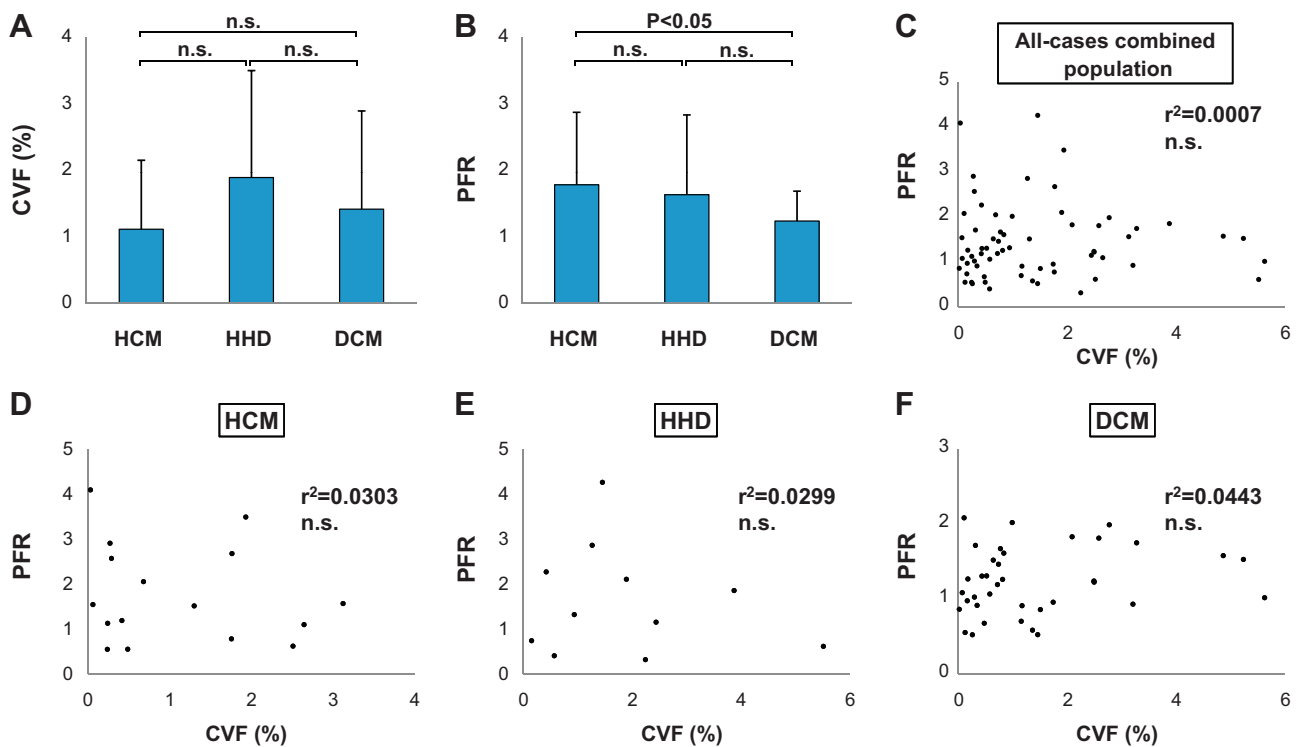 A
n.s.
n.s.
n.s.
CVF (%)
4
3
2
1
0
HCM
HHD
DCM
B
P<0.05
n.s.
n.s.
PFR
4
3
2
1
0
HCM
HHD
DCM
C
All-cases combined
population
r²=0.0007
n.s.
PFR
5
4
3
2
1
0
0
2
4
6
CVF (%)
D
HCM
r²=0.0303
n.s.
PFR
5
4
3
2
1
0
0
1
2
3
4
CVF (%)
E
HHD
r²=0.0299
n.s.
PFR
5
4
3
2
1
0
0
2
4
6
CVF (%)
F
DCM
r²=0.0443
n.s.
PFR
3
2
1
0
0
2
4
6
CVF (%)